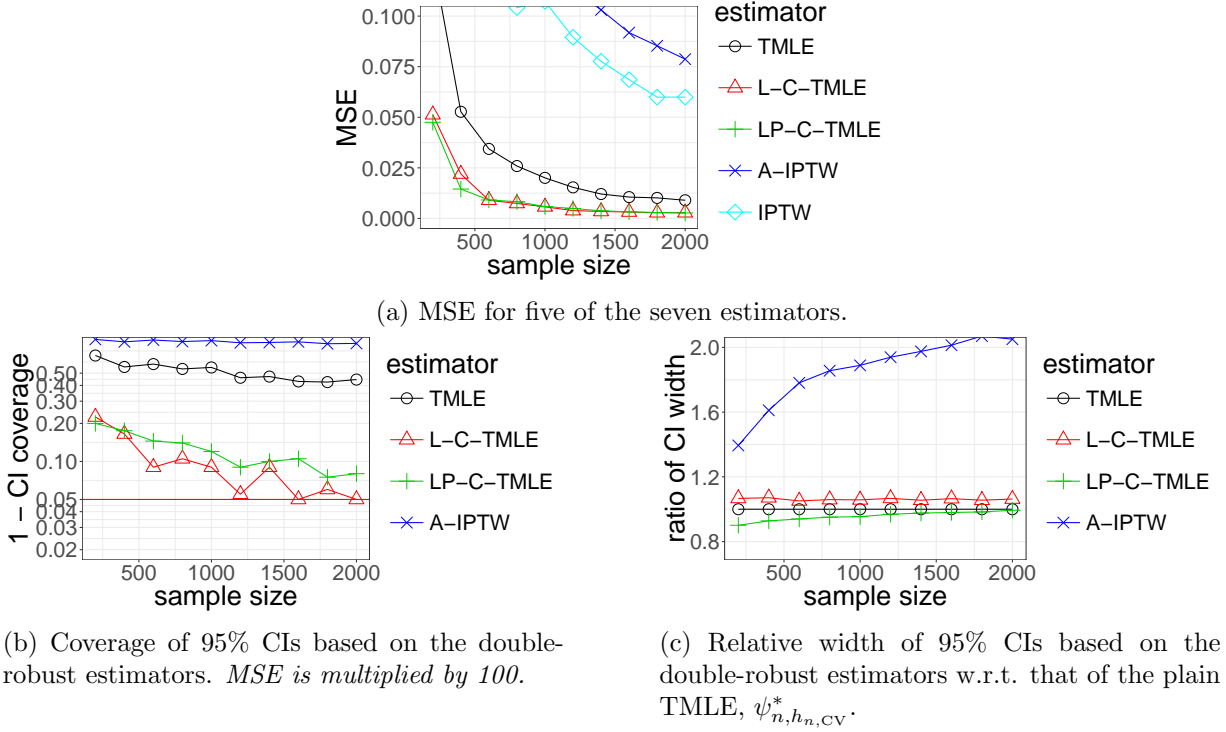 estimator
TMLE
L−C−TMLE
LP−C−TMLE
A−IPTW
IPTW
MSE
0.100
0.075
0.050
0.025
0.000
500 1000 1500 2000
sample size
(a) MSE for five of the seven estimators.
1 − CI coverage
0.50
0.40
0.30
0.20
0.10
0.05
0.04
0.03
0.02
500 1000 1500 2000
sample size
estimator
TMLE
L−C−TMLE
LP−C−TMLE
A−IPTW
(b) Coverage of 95% CIs based on the double-
robust estimators. MSE is multiplied by 100.
ratio of CI width
2.0
1.6
1.2
0.8
500 1000 1500 2000
sample size
estimator
TMLE
L−C−TMLE
LP−C−TMLE
A−IPTW
(c) Relative width of 95% CIs based on the
double-robust estimators w.r.t. that of the plain
TMLE, ψ*n,hn,CV.